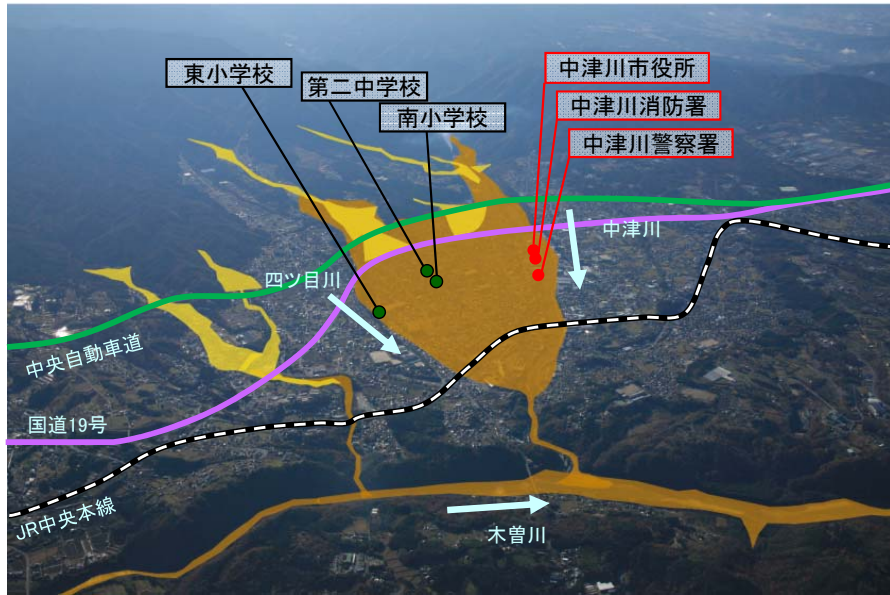 東小学校
第二中学校
南小学校
中津川市役所
中津川消防署
中津川警察署
中津川
四ツ目川
中央自動車道
国道19号
JR中央本線
木曽川